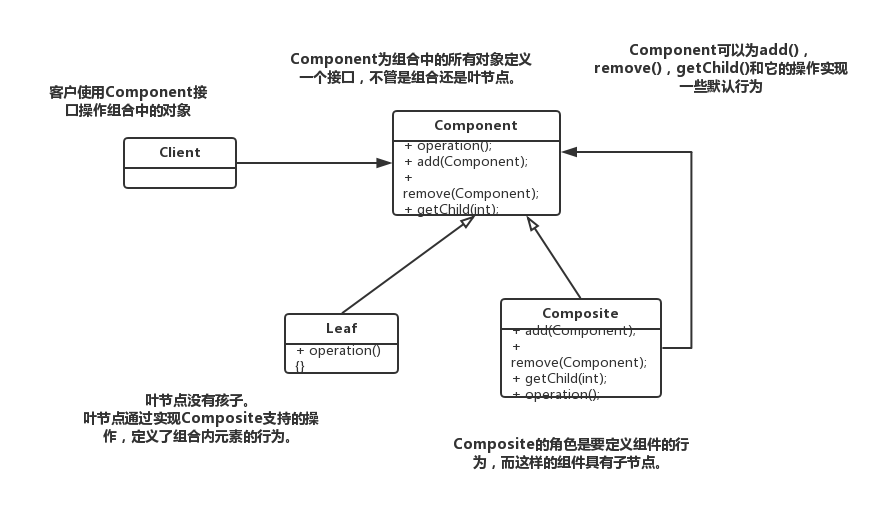 Component为组合中的所有对象定义
一个接口，不管是组合还是叶节点。
Component可以为add()，
remove()，getChild()和它的操作实现
一些默认行为
客户使用Component接
口操作组合中的对象
Client
Component
+ operation();
+ add(Component);
+
remove(Component);
+ getChild(int);
Leaf
+ operation()
{}
Composite
+ add(Component);
+
remove(Component);
+ getChild(int);
+ operation();
叶节点没有孩子。
叶节点通过实现Composite支持的操
作，定义了组合内元素的行为。
Composite的角色是要定义组件的行
为，而这样的组件具有子节点。